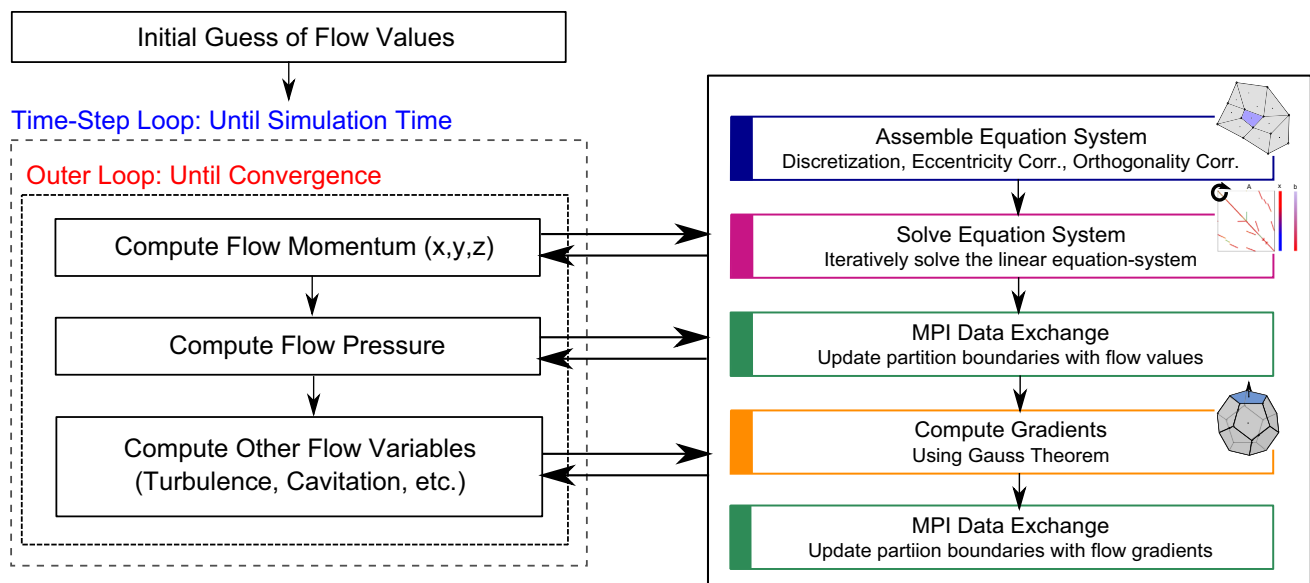 Initial Guess of Flow Values
Time-Step Loop: Until Simulation Time
Outer Loop: Until Convergence
Compute Flow Momentum (x,y,z)
Compute Flow Pressure
Compute Other Flow Variables
(Turbulence, Cavitation, etc.)
Assemble Equation System
Discretization, Eccentricity Corr., Orthogonality Corr.
A x b
Solve Equation System
Iteratively solve the linear equation-system
MPI Data Exchange
Update partition boundaries with flow values
Compute Gradients
Using Gauss Theorem
MPI Data Exchange
Update partiion boundaries with flow gradients